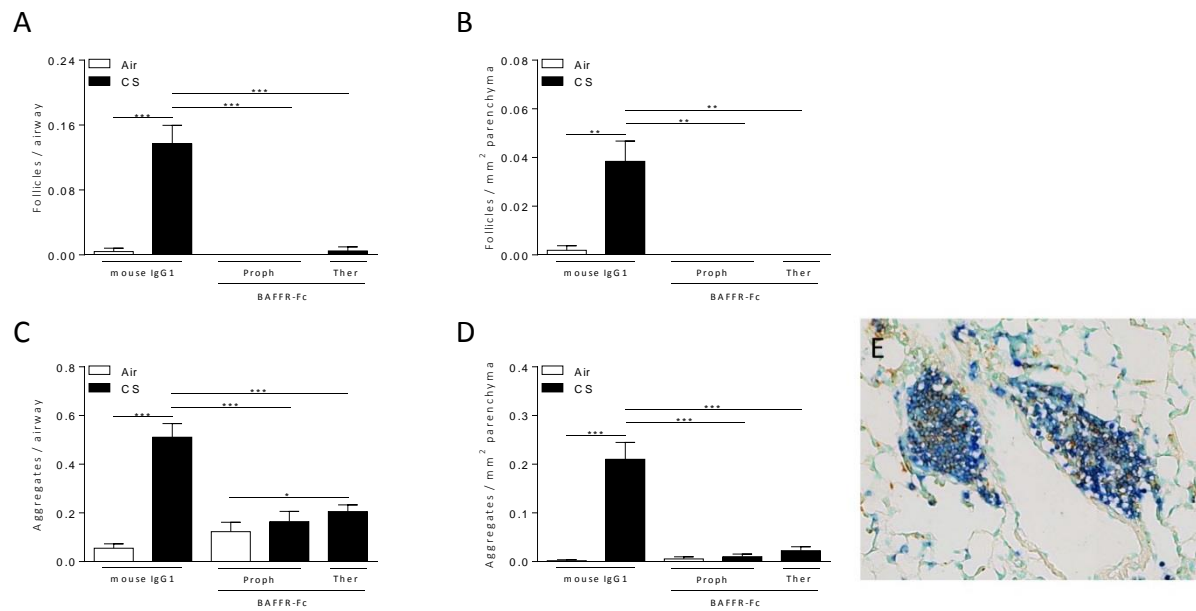 A
Follicles / airway
0.24
0.16
0.08
0.00
Air
CS
***
***
***
mouse IgG1
Proph
Ther
BAFFR-Fc
B
Follicles / mm² parenchyma
0.08
0.06
0.04
0.02
0.00
Air
CS
**
**
**
mouse IgG1
Proph
Ther
BAFFR-Fc
C
Aggregates / airway
0.8
0.6
0.4
0.2
0.0
Air
CS
***
***
***
*
mouse IgG1
Proph
Ther
BAFFR-Fc
D
Aggregates / mm² parenchyma
0.4
0.3
0.2
0.1
0.0
Air
CS
***
***
***
mouse IgG1
Proph
Ther
BAFFR-Fc
E